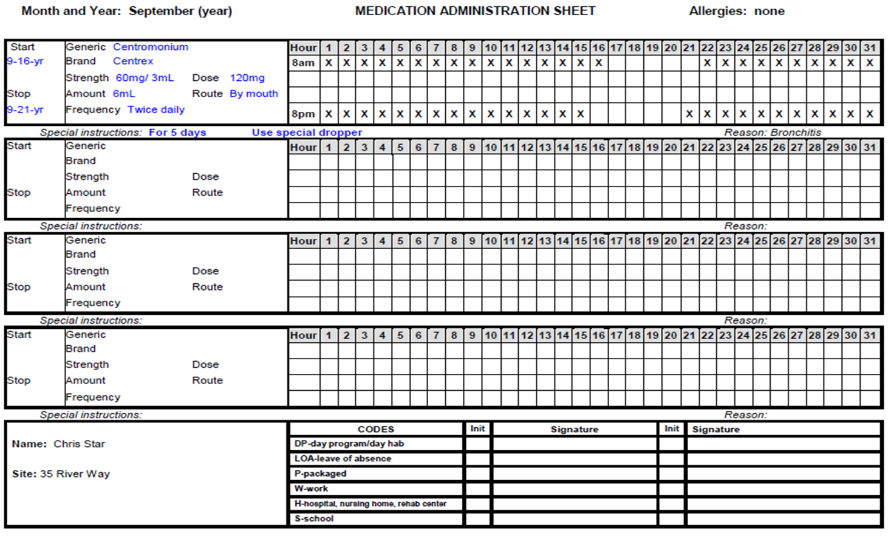 Month and Year: September (year) MEDICATION ADMINISTRATION SHEET Allergies: none
Start Generic Centromonium Hour 1 2 3 4 5 6 7 8 9 10 11 12 13 14 15 16 17 18 19 20 21 22 23 24 25 26 27 28 29 30 31
9-16-yr Brand Centrex 8am X X X X X X X X X X X X X X X X X X X X X X X X X X
Strength 60mg/ 3mL Dose 120mg
Stop Amount 6mL Route By mouth
9-21-yr Frequency Twice daily 8pm X X X X X X X X X X X X X X X X X X X X X X X X X X
Special instructions: For 5 days Use special dropper Reason: Bronchitis
Start Generic Hour 1 2 3 4 5 6 7 8 9 10 11 12 13 14 15 16 17 18 19 20 21 22 23 24 25 26 27 28 29 30 31
Brand
Strength Dose
Stop Amount Route
Frequency
Special instructions: Reason:
Start Generic Hour 1 2 3 4 5 6 7 8 9 10 11 12 13 14 15 16 17 18 19 20 21 22 23 24 25 26 27 28 29 30 31
Brand
Strength Dose
Stop Amount Route
Frequency
Special instructions: Reason:
Start Generic Hour 1 2 3 4 5 6 7 8 9 10 11 12 13 14 15 16 17 18 19 20 21 22 23 24 25 26 27 28 29 30 31
Brand
Strength Dose
Stop Amount Route
Frequency
Special instructions: Reason:
Name: Chris Star
Site: 35 River Way
CODES Init Signature Init Signature
DP-day program/day hab
LOA-leave of absence
P-packaged
W-work
H-hospital, nursing home, rehab center
S-school